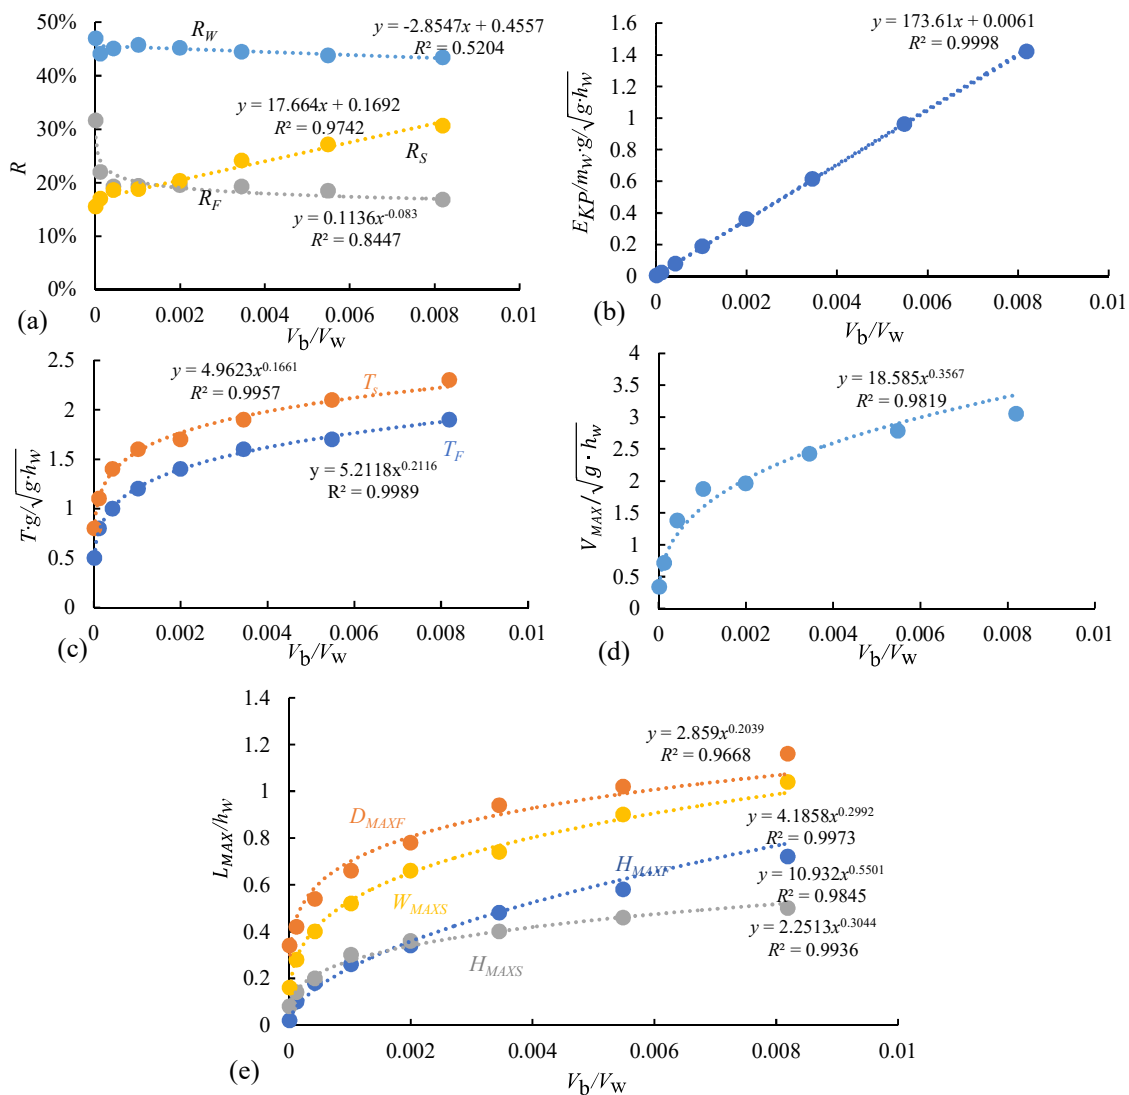 50%
40%
30%
20%
10%
0%
R
R_W
y = -2.8547x + 0.4557
R² = 0.5204
y = 17.664x + 0.1692
R² = 0.9742
R_S
R_F
y = 0.1136x^-0.083
R² = 0.8447
0 0.002 0.004 0.006 0.008 0.01
V_b/V_w
(a)
1.6
1.4
1.2
1
0.8
0.6
0.4
0.2
0
E_KP/m_w·g/√g·h_w
y = 173.61x + 0.0061
R² = 0.9998
0 0.002 0.004 0.006 0.008 0.01
V_b/V_w
(b)
2.5
2
1.5
1
0.5
0
T·g/√g·h_w
y = 4.9623x^0.1661
R² = 0.9957
T_s
T_F
y = 5.2118x^0.2116
R² = 0.9989
0 0.002 0.004 0.006 0.008 0.01
V_b/V_w
(c)
4
3.5
3
2.5
2
1.5
1
0.5
0
V_MAX/√g · h_w
y = 18.585x^0.3567
R² = 0.9819
0 0.002 0.004 0.006 0.008 0.01
V_b/V_w
(d)
1.4
1.2
1
0.8
0.6
0.4
0.2
0
L_MAX/h_w
y = 2.859x^0.2039
R² = 0.9668
D_MAXF
y = 4.1858x^0.2992
R² = 0.9973
H_MAXF
y = 10.932x^0.5501
R² = 0.9845
W_MAXS
y = 2.2513x^0.3044
R² = 0.9936
H_MAXS
0 0.002 0.004 0.006 0.008 0.01
V_b/V_w
(e)